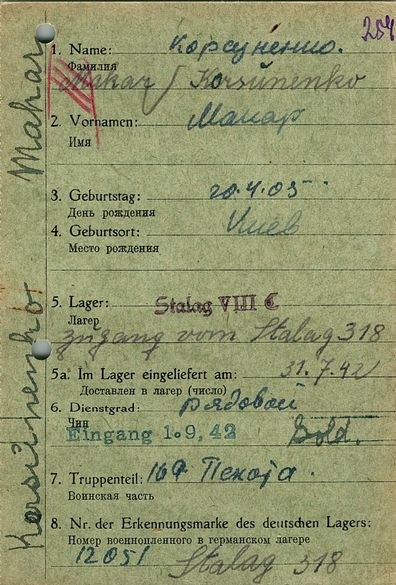 254
1. Name: Корсуненко.
Фамилия
Makar / Korsunenko
2. Vornamen: Макар
Имя
3. Geburtstag: 20.4.05
День рождения
4. Geburtsort: Киев
Место рождения
5. Lager: Stalag VIII C
Лагер
Zugang vom Stalag 318
5a. Im Lager eingeliefert am: 31.7.42
Доставлен в лагер (число)
6. Dienstgrad: рядовой
Чин
Eingang 1.9.42 Sold.
7. Truppenteil: Пехота.
Воинская часть
8. Nr. der Erkennungsmarke des deutschen Lagers:
Номер военнопленного в германском лагере
12051 Stalag 318
Korsunenko Makar